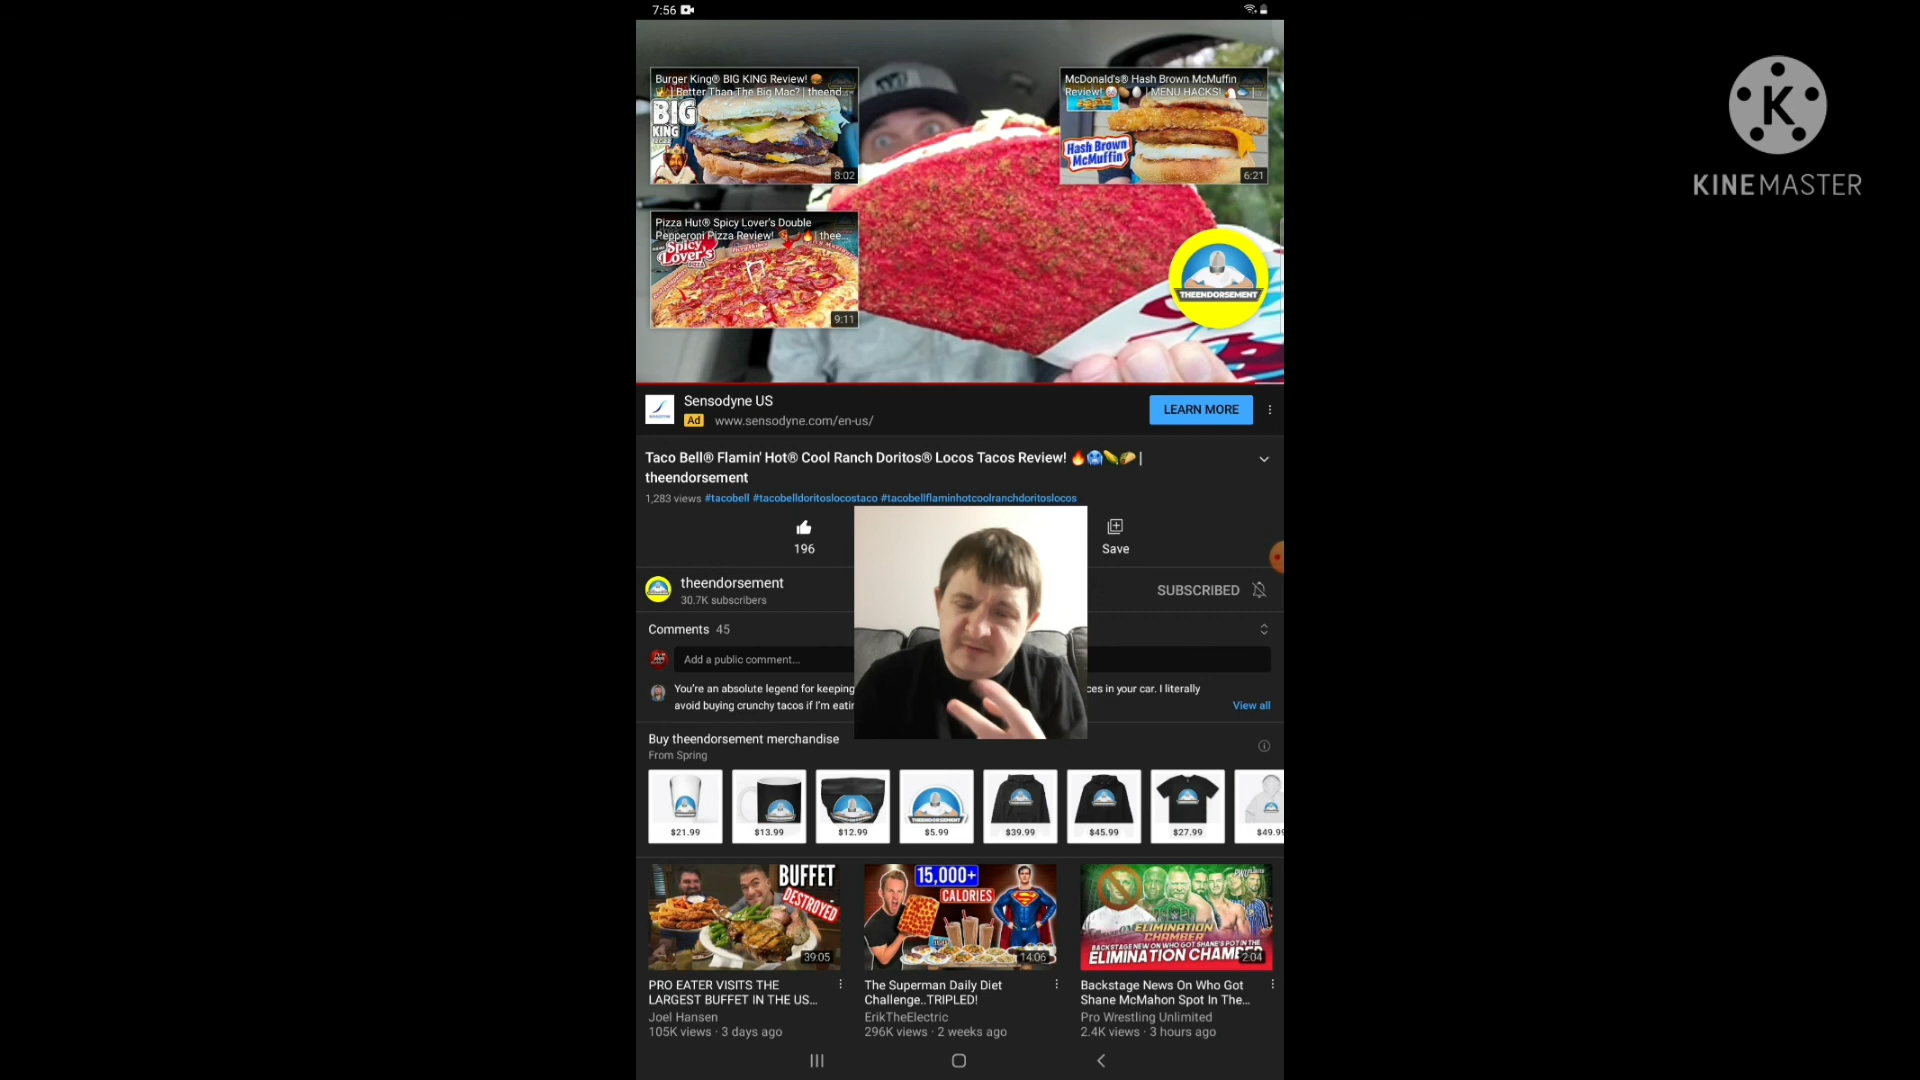 7:56
Burger King® BIG KING Review! 🍔
| Better Than The Big Mac? | theend...
BIG
KING
8:02
McDonald's® Hash Brown McMuffin
Review! | MENU HACKS!
Hash Brown
McMuffin
6:21
Pizza Hut® Spicy Lover's Double
Pepperoni Pizza Review! | thee...
Spicy
Lover's
9:11
THEENDORSEMENT
K
KINEMASTER
Sensodyne US
Ad www.sensodyne.com/en-us/
LEARN MORE
Taco Bell® Flamin' Hot® Cool Ranch Doritos® Locos Tacos Review! 🔥🥶🌽🌮 |
theendorsement
1,283 views #tacobell #tacobelldoritoslocostaco #tacobellflaminhotcoolranchdoritoslocos
196
Save
theendorsement
30.7K subscribers
SUBSCRIBED
Comments 45
Add a public comment...
You're an absolute legend for keeping
ces in your car. I literally
avoid buying crunchy tacos if I'm eatin
View all
Buy theendorsement merchandise
From Spring
$21.99
$13.99
$12.99
THEENDORSEMENT
$5.99
$39.99
$45.99
$27.99
$49.99
BUFFET
DESTROYED
39:05
15,000+
CALORIES
14:06
PWUnlimited
ELIMINATION
CHAMBER
BACKSTAGE NEW ON WHO GOT SHANE'S POT IN THE
ELIMINATION CHAMBER
2:04
PRO EATER VISITS THE
LARGEST BUFFET IN THE US...
Joel Hansen
105K views · 3 days ago
The Superman Daily Diet
Challenge..TRIPLED!
ErikTheElectric
296K views · 2 weeks ago
Backstage News On Who Got
Shane McMahon Spot In The...
Pro Wrestling Unlimited
2.4K views · 3 hours ago